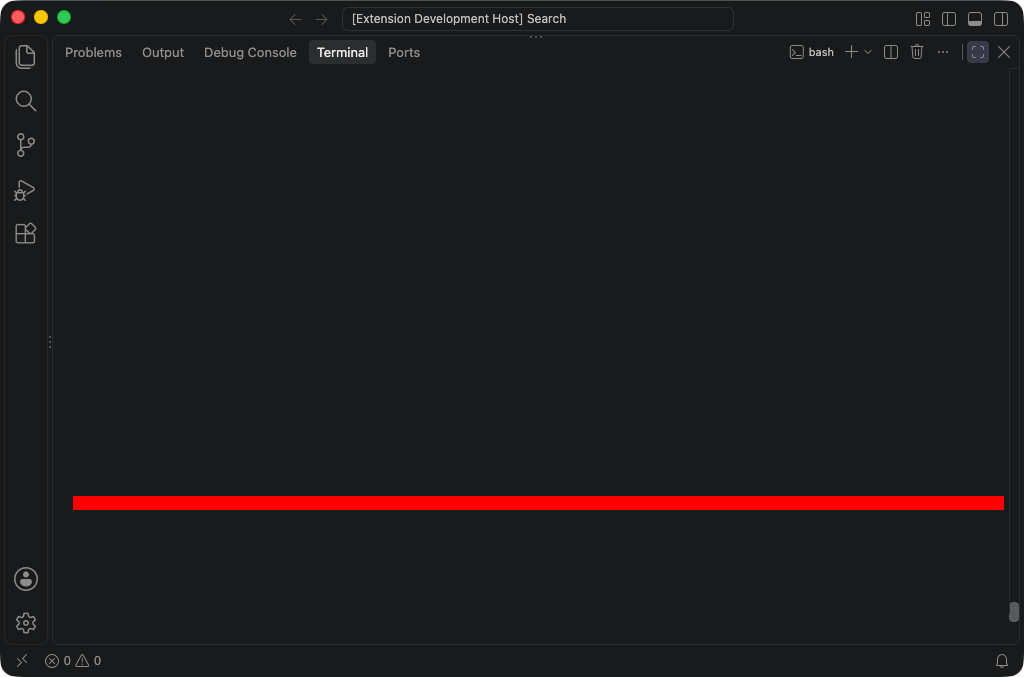 [Extension Development Host] Search
Problems Output Debug Console Terminal Ports bash
0 0